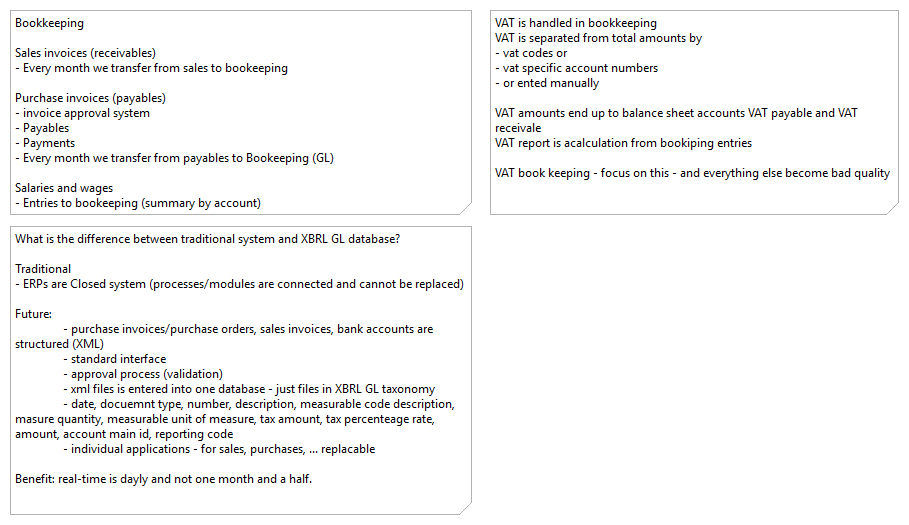 Bookkeeping
Sales invoices (receivables)
- Every month we transfer from sales to bookeeping
Purchase invoices (payables)
- invoice approval system
- Payables
- Payments
- Every month we transfer from payables to Bookeeping (GL)
Salaries and wages
- Entries to bookeeping (summary by account)
VAT is handled in bookkeeping
VAT is separated from total amounts by
- vat codes or
- vat specific account numbers
- or ented manually
VAT amounts end up to balance sheet accounts VAT payable and VAT
receivale
VAT report is acalculation from bookiping entries
VAT book keeping - focus on this - and everything else become bad quality
What is the difference between traditional system and XBRL GL database?
Traditional
- ERPs are Closed system (processes/modules are connected and cannot be replaced)
Future:
- purchase invoices/purchase orders, sales invoices, bank accounts are
structured (XML)
- standard interface
- approval process (validation)
- xml files is entered into one database - just files in XBRL GL taxonomy
- date, docuemnt type, number, description, measurable code description,
masure quantity, measurable unit of measure, tax amount, tax percenteage rate,
amount, account main id, reporting code
- individual applications - for sales, purchases, ... replacable
Benefit: real-time is dayly and not one month and a half.